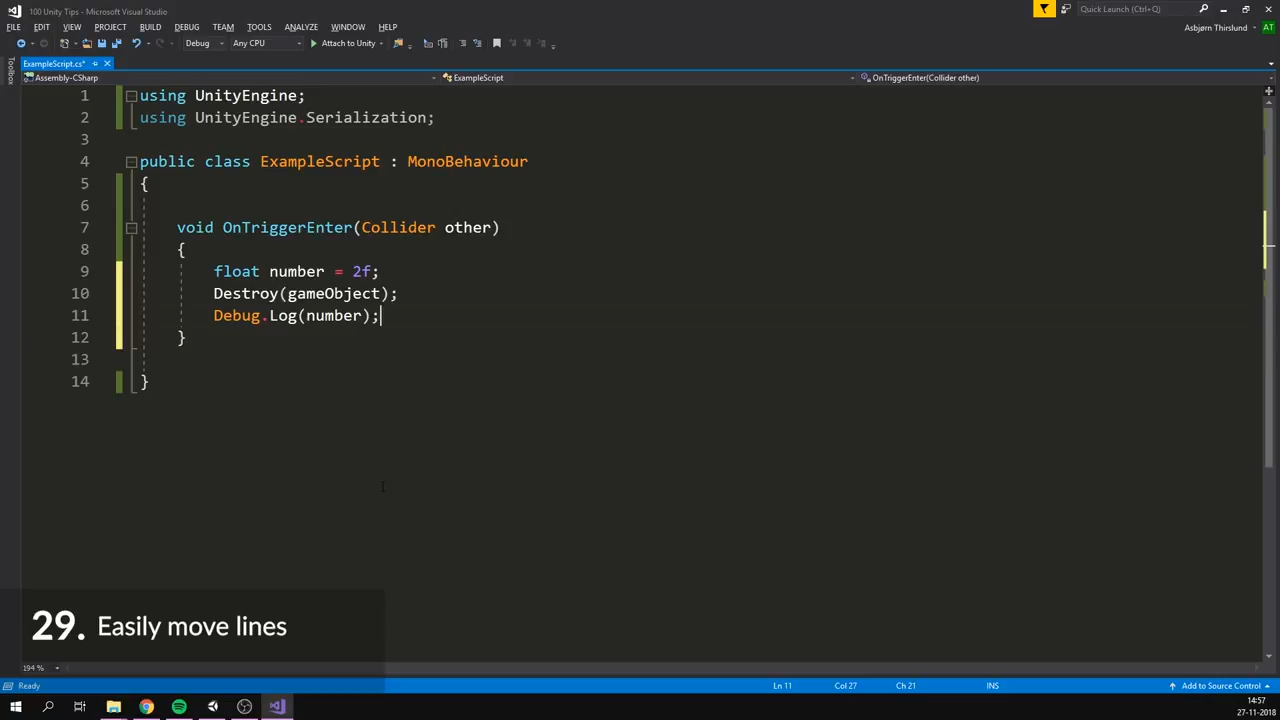 100 Unity Tips - Microsoft Visual Studio
Quick Launch (Ctrl+Q)
FILE EDIT VIEW PROJECT BUILD DEBUG TEAM TOOLS ANALYZE WINDOW HELP
Asbjørn Thirslund AT
Debug Any CPU Attach to Unity
Toolbox
ExampleScript.cs*
Assembly-CSharp ExampleScript OnTriggerEnter(Collider other)
1 using UnityEngine;
2 using UnityEngine.Serialization;
3
4 public class ExampleScript : MonoBehaviour
5 {
6
7 void OnTriggerEnter(Collider other)
8 {
9 float number = 2f;
10 Destroy(gameObject);
11 Debug.Log(number);
12 }
13
14 }
29. Easily move lines
194 %
Ready Ln 11 Col 27 Ch 21 INS Add to Source Control
14:57
27-11-2018